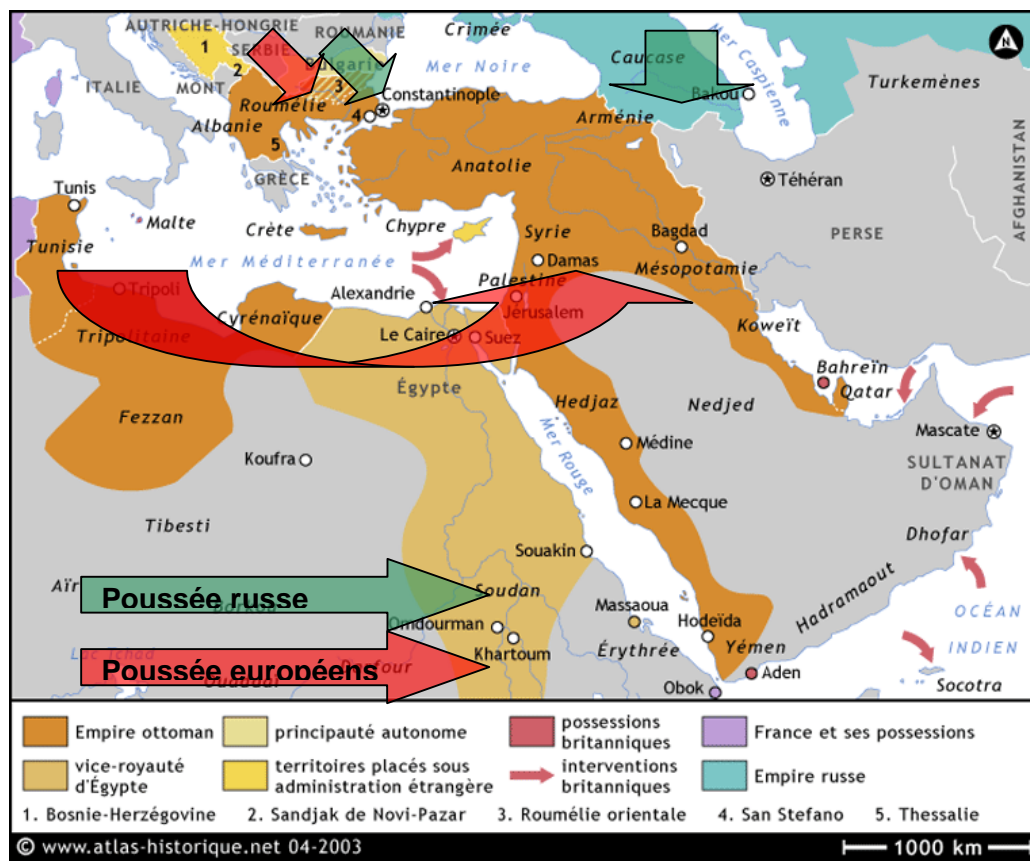 AUTRICHE-HONGRIE
ROUMANIE
Crimée
1
SERBIE
Caucase
Mer Caspienne
2
Bulgarie
Mer Noire
ITALIE
MONT.
3
Bakou
Turkemènes
Roumélie
Constantinople
Albanie
4
Arménie
5
Anatolie
GRÈCE
Téhéran
AFGHANISTAN
Tunis
Malte
Crète
Chypre
Syrie
Bagdad
PERSE
Tunisie
Mer Méditerranée
Damas
Mésopotamie
Palestine
Tripoli
Alexandrie
Jérusalem
Cyrénaïque
Koweït
Tripolitaine
Le Caire
Suez
Bahreïn
Égypte
Qatar
Fezzan
Hedjaz
Nedjed
Mer Rouge
Mascate
Koufra
Médine
SULTANAT
D'OMAN
La Mecque
Tibesti
Dhofar
Souakin
Hadramaout
Poussée russe
Soudan
Massaoua
Hodeïda
OCÉAN
INDIEN
Omdourman
Yémen
Khartoum
Érythrée
Poussée européens
Aden
Socotra
Obok
Empire ottoman
principauté autonome
possessions
britanniques
France et ses possessions
vice-royauté
d'Égypte
territoires placés sous
administration étrangère
interventions
britanniques
Empire russe
1. Bosnie-Herzégovine 2. Sandjak de Novi-Pazar 3. Roumélie orientale 4. San Stefano 5. Thessalie
© www.atlas-historique.net 04-2003
1000 km